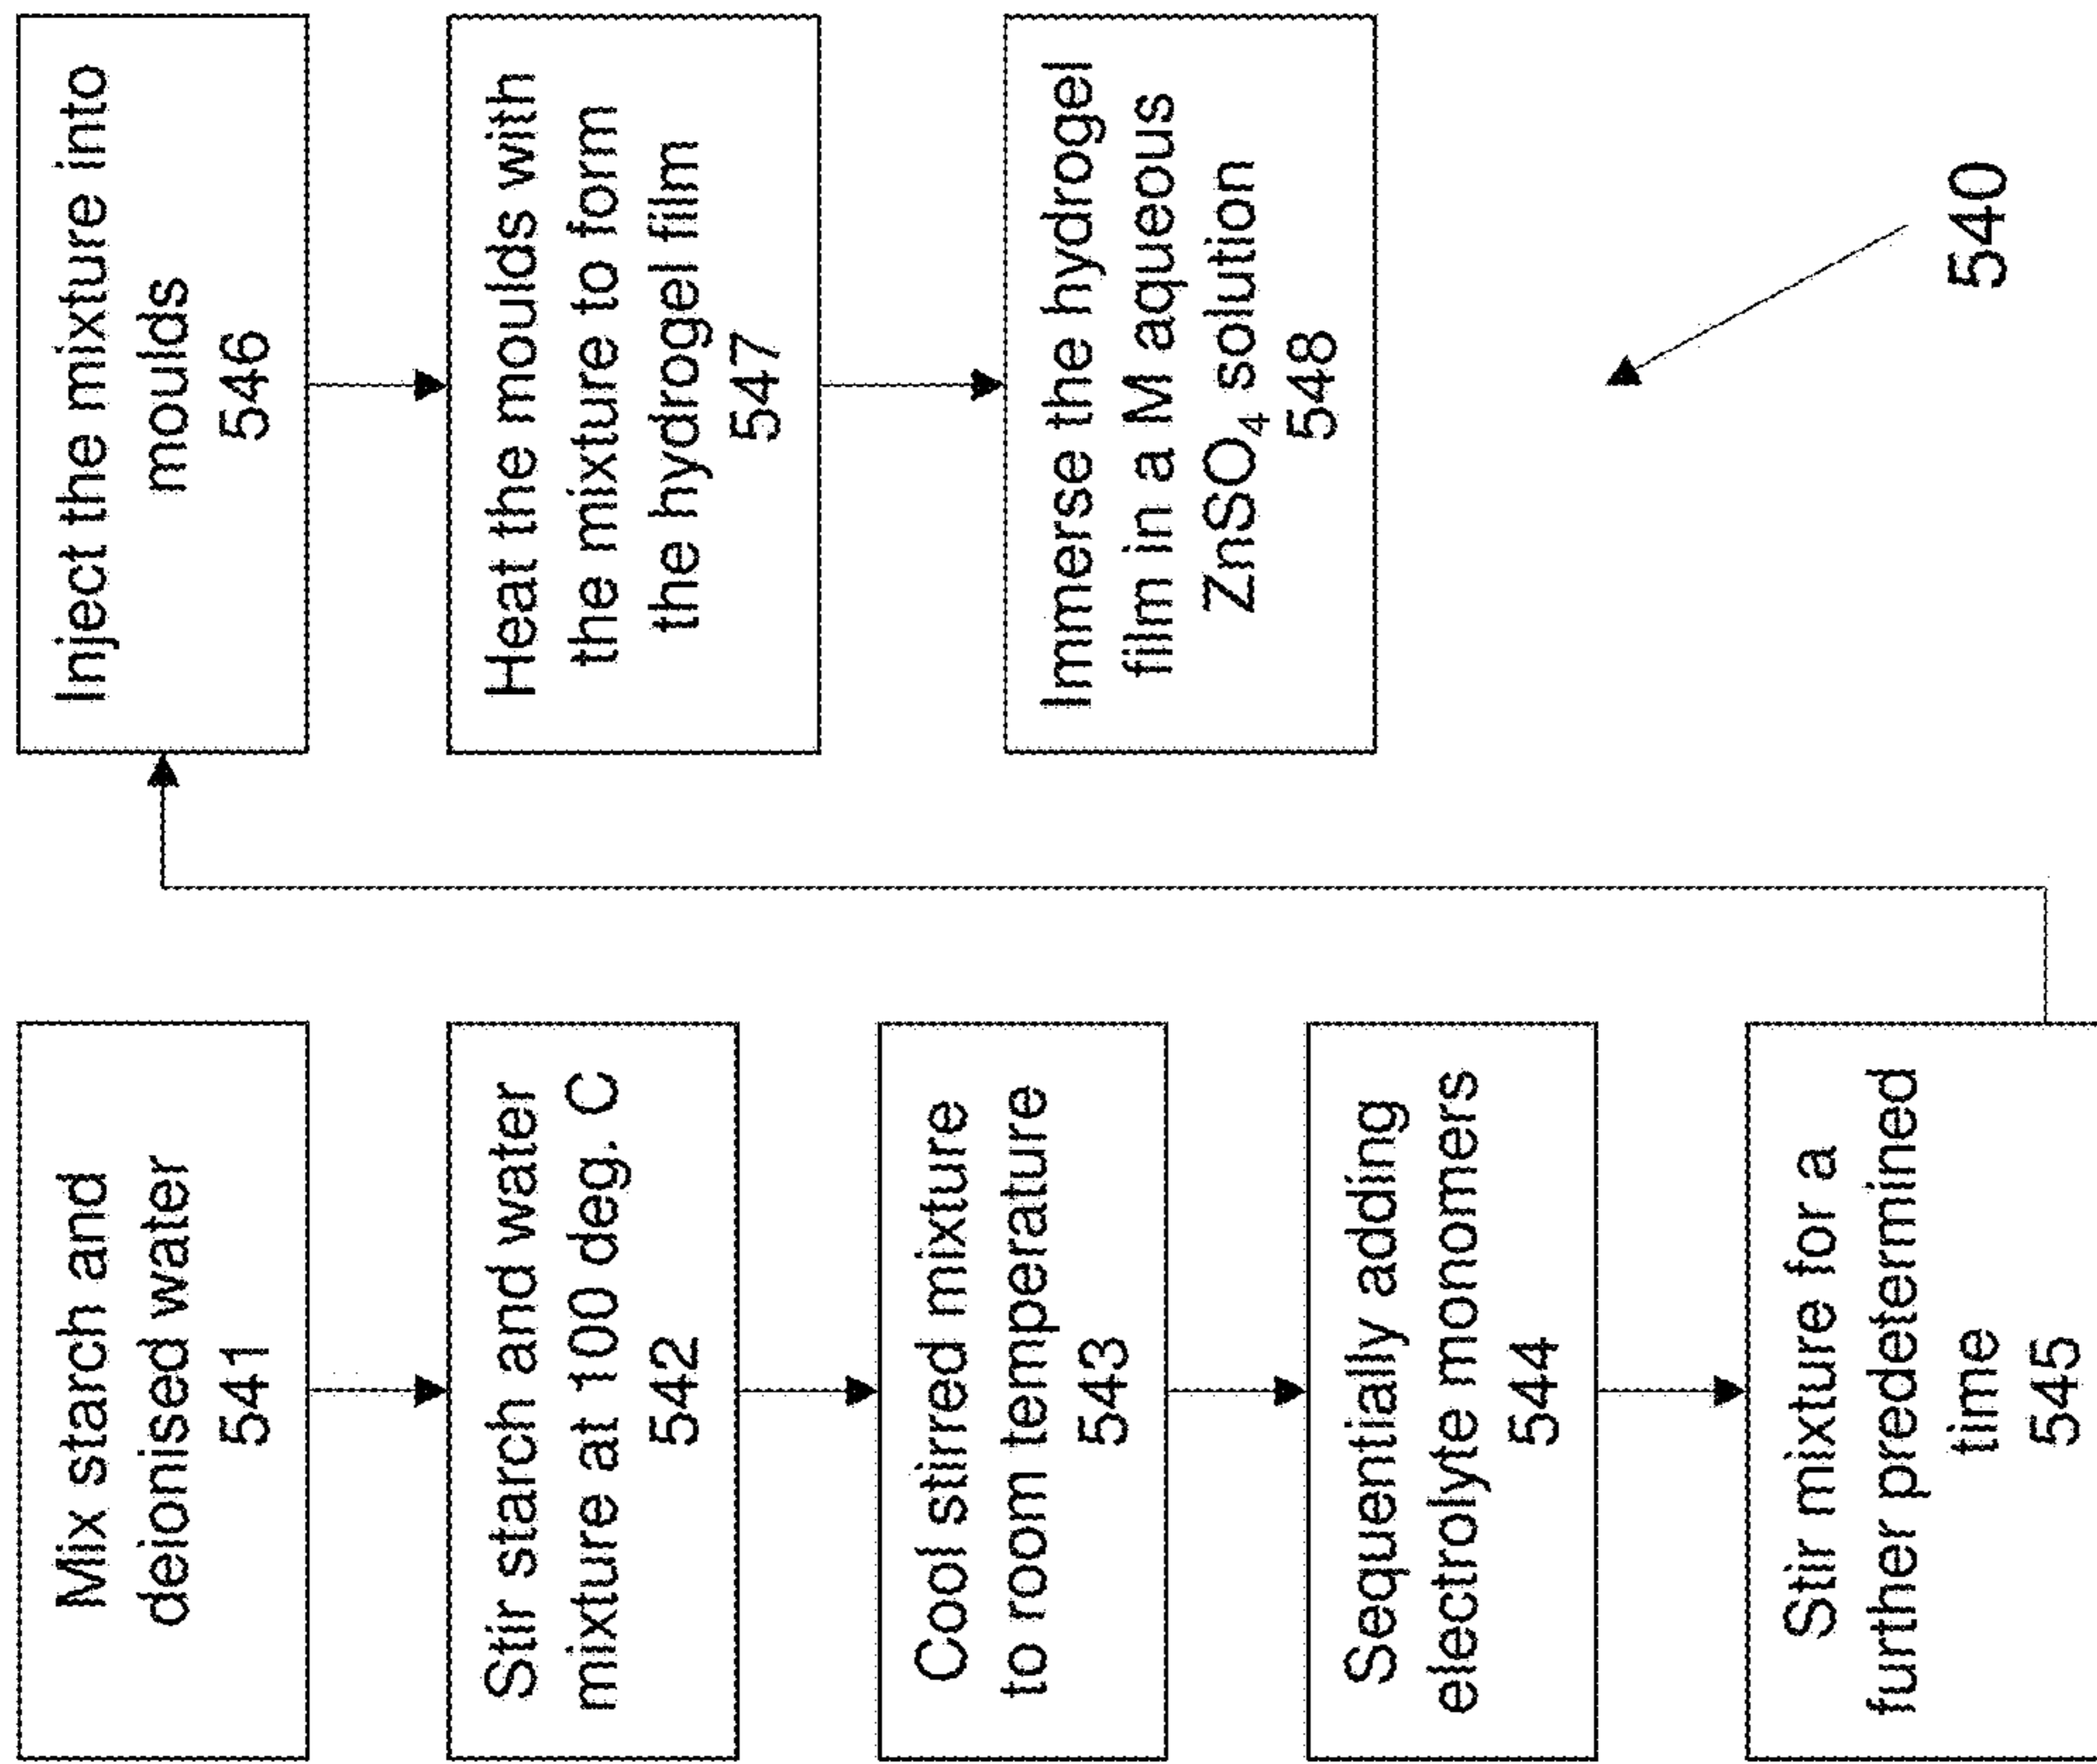 Mix starch and
deionised water
541
Stir starch and water
mixture at 100 deg. C
542
Cool stirred mixture
to room temperature
543
Sequentially adding
electrolyte monomers
544
Stir mixture for a
further predetermined
time
545
Inject the mixture into
moulds
546
Heat the moulds with
the mixture to form
the hydrogel film
547
Immerse the hydrogel
film in a M aqueous
ZnSO₄ solution
548
540